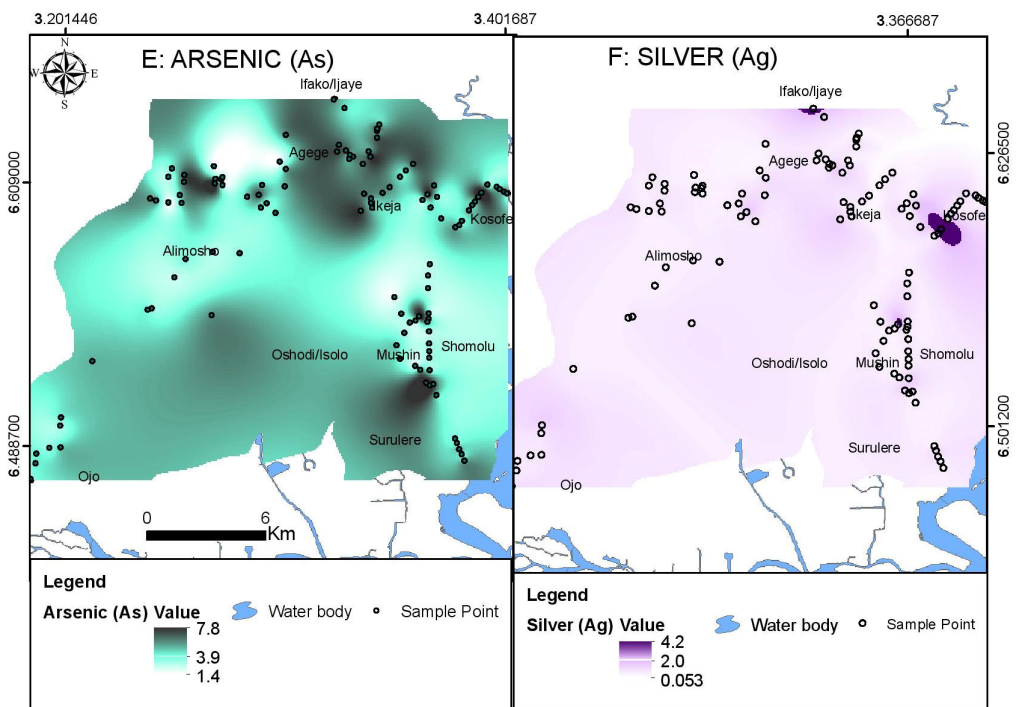 3.201446
3.401687
3.366687
E: ARSENIC (As)
F: SILVER (Ag)
N
W E
S
Ifako/Ijaye
Agege
Ikeja
Kosofe
Alimosho
Oshodi/Isolo
Mushin
Shomolu
Surulere
Ojo
6.609000
6.488700
0 6
Km
Ifako/Ijaye
Agege
Ikeja
Kosofe
Alimosho
Oshodi/Isolo
Mushin
Shomolu
Surulere
Ojo
6.626500
6.501200
Legend
Arsenic (As) Value
Water body
Sample Point
7.8
3.9
1.4
Legend
Silver (Ag) Value
Water body
Sample Point
4.2
2.0
0.053